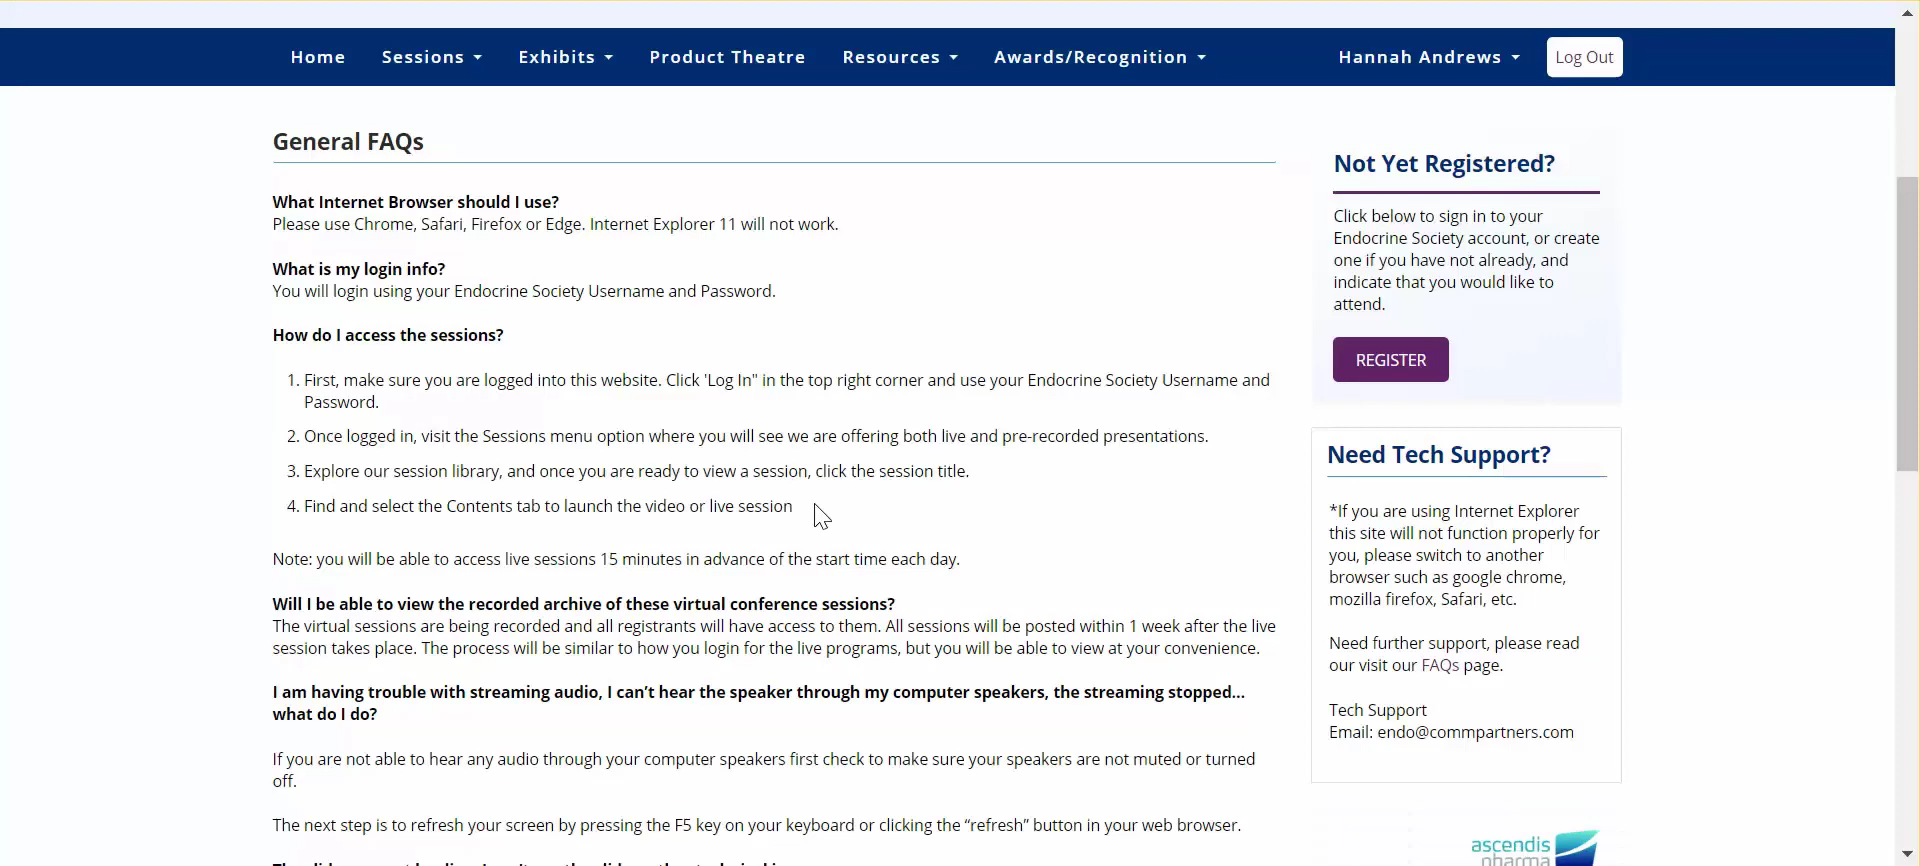 Home Sessions Exhibits Product Theatre Resources Awards/Recognition Hannah Andrews Log Out
General FAQs
What Internet Browser should I use?
Please use Chrome, Safari, Firefox or Edge. Internet Explorer 11 will not work.
What is my login info?
You will login using your Endocrine Society Username and Password.
How do I access the sessions?
1. First, make sure you are logged into this website. Click 'Log In" in the top right corner and use your Endocrine Society Username and
Password.
2. Once logged in, visit the Sessions menu option where you will see we are offering both live and pre-recorded presentations.
3. Explore our session library, and once you are ready to view a session, click the session title.
4. Find and select the Contents tab to launch the video or live session
Note: you will be able to access live sessions 15 minutes in advance of the start time each day.
Will I be able to view the recorded archive of these virtual conference sessions?
The virtual sessions are being recorded and all registrants will have access to them. All sessions will be posted within 1 week after the live
session takes place. The process will be similar to how you login for the live programs, but you will be able to view at your convenience.
I am having trouble with streaming audio, I can’t hear the speaker through my computer speakers, the streaming stopped…
what do I do?
If you are not able to hear any audio through your computer speakers first check to make sure your speakers are not muted or turned
off.
The next step is to refresh your screen by pressing the F5 key on your keyboard or clicking the “refresh” button in your web browser.
Not Yet Registered?
Click below to sign in to your
Endocrine Society account, or create
one if you have not already, and
indicate that you would like to
attend.
REGISTER
Need Tech Support?
*If you are using Internet Explorer
this site will not function properly for
you, please switch to another
browser such as google chrome,
mozilla firefox, Safari, etc.
Need further support, please read
our visit our FAQs page.
Tech Support
Email: endo@commpartners.com
ascendis
pharma